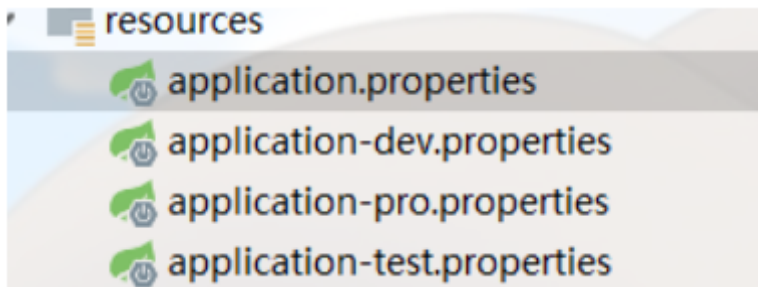 resources
application.properties
application-dev.properties
application-pro.properties
application-test.properties